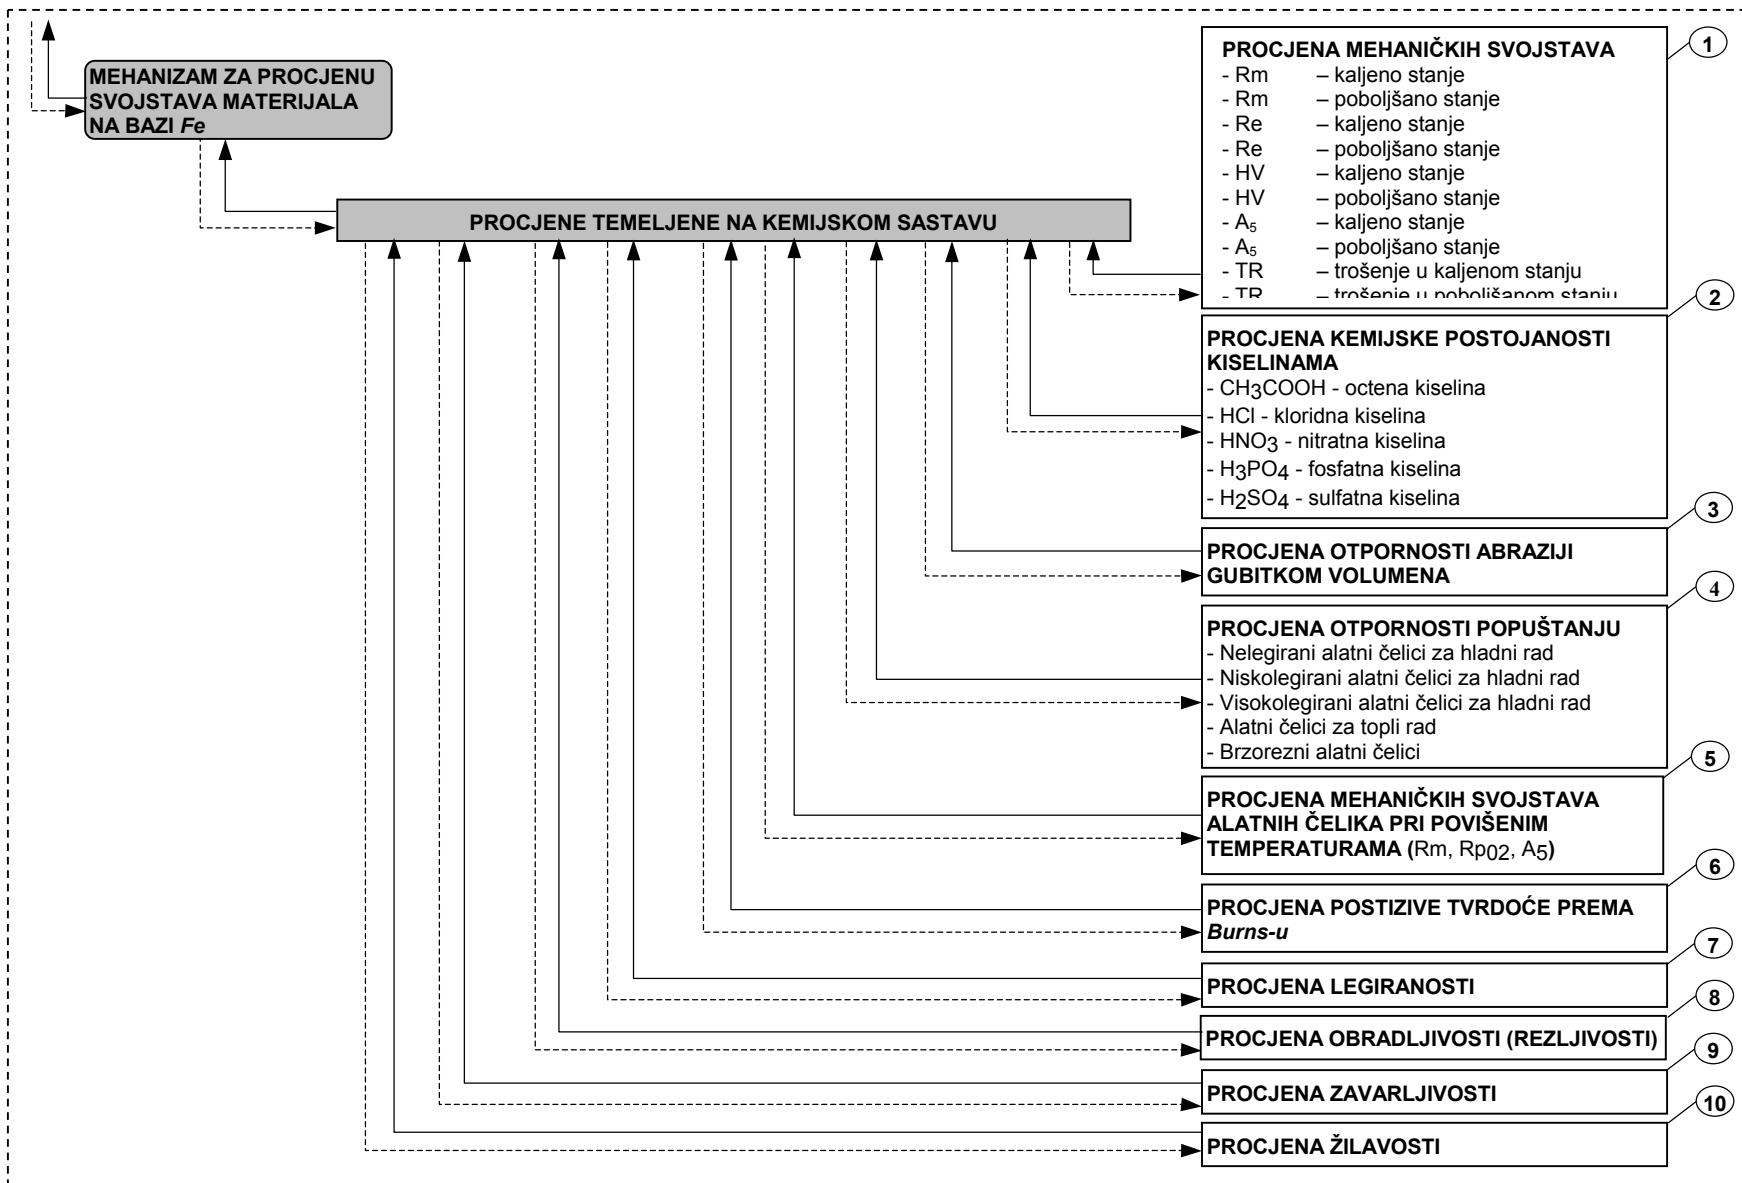 MEHANIZAM ZA PROCJENU
SVOJSTAVA MATERIJALA
NA BAZI Fe
PROCJENE TEMELJENE NA KEMIJSKOM SASTAVU
1
PROCJENA MEHANIČKIH SVOJSTAVA
- Rm – kaljeno stanje
- Rm – poboljšano stanje
- Re – kaljeno stanje
- Re – poboljšano stanje
- HV – kaljeno stanje
- HV – poboljšano stanje
- A5 – kaljeno stanje
- A5 – poboljšano stanje
- TR – trošenje u kaljenom stanju
- TR – trošenje u poboljšanom stanju
2
PROCJENA KEMIJSKE POSTOJANOSTI
KISELINAMA
- CH3COOH - octena kiselina
- HCl - kloridna kiselina
- HNO3 - nitratna kiselina
- H3PO4 - fosfatna kiselina
- H2SO4 - sulfatna kiselina
3
PROCJENA OTPORNOSTI ABRAZIJI
GUBITKOM VOLUMENA
4
PROCJENA OTPORNOSTI POPUŠTANJU
- Nelegirani alatni čelici za hladni rad
- Niskolegirani alatni čelici za hladni rad
- Visokolegirani alatni čelici za hladni rad
- Alatni čelici za topli rad
- Brzorezni alatni čelici
5
PROCJENA MEHANIČKIH SVOJSTAVA
ALATNIH ČELIKA PRI POVIŠENIM
TEMPERATURAMA (Rm, Rp02, A5)
6
PROCJENA POSTIZIVE TVRDOĆE PREMA
Burns-u
7
PROCJENA LEGIRANOSTI
8
PROCJENA OBRADLJIVOSTI (REZLJIVOSTI)
9
PROCJENA ZAVARLJIVOSTI
10
PROCJENA ŽILAVOSTI